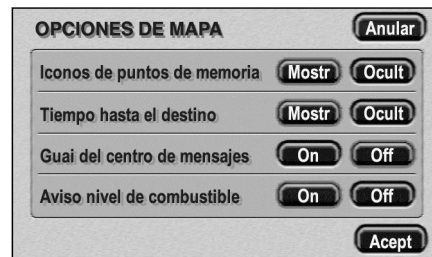 OPCIONES DE MAPA Anular
Iconos de puntos de memoria Mostr Ocult
Tiempo hasta el destino Mostr Ocult
Guai del centro de mensajes On Off
Aviso nivel de combustible On Off
Acept